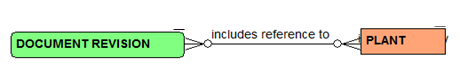 DOCUMENT REVISION
includes reference to
PLANT